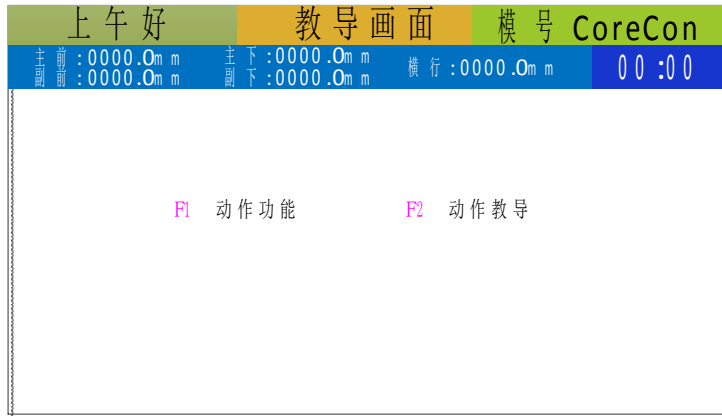 上午好 教导画面 模号 CoreCon
主前:0000.0mm 主下:0000.0mm 横行:0000.0mm 00:00
副前:0000.0mm 副下:0000.0mm
F1 动作功能 F2 动作教导